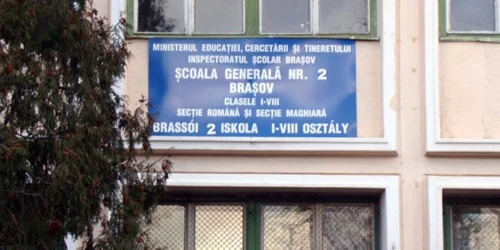 MINISTERUL EDUCAȚIEI, CERCETĂRII ȘI TINERETULUI
INSPECTORATUL ȘCOLAR BRAȘOV
ȘCOALA GENERALĂ NR. 2
BRAȘOV
CLASELE I-VIII
SECȚIE ROMÂNĂ ȘI SECȚIE MAGHIARĂ
BRASSÓI 2 ISKOLA I-VIII OSZTÁLY